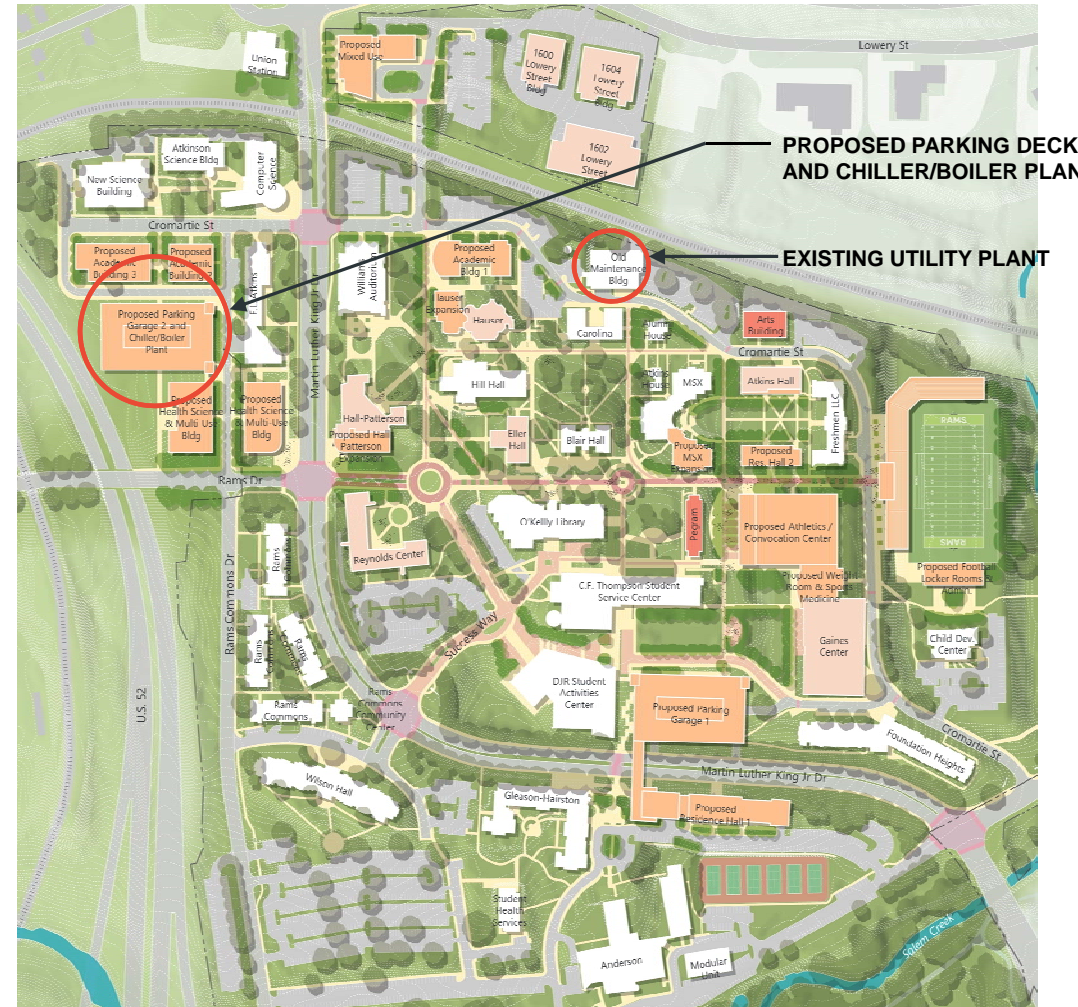 Lowery St
Union
Station
Proposed
Mixed Use
1600
Lowery
Street
Bldg
1604
Lowery
Street
Bldg
1602
Lowery
Street
PROPOSED PARKING DECK
AND CHILLER/BOILER PLAN
EXISTING UTILITY PLANT
Atkinson
Science Bldg
Computer
Science
New Science
Building
Cromartie St
Proposed
Academic
Building 3
Proposed
Academic
Building 2
F.L. Atkins
Williams
Auditorium
Martin Luther King Jr Dr
Proposed
Academic
Bldg 1
Old
Maintenance
Bldg
Hauser
Expansion
Hauser
Carolina
Alumni
House
Arts
Building
Cromartie St
Proposed Parking
Garage 2 and
Chiller/Boiler
Plant
Hill Hall
Atkins
House
MSX
Atkins Hall
Freshmen LLC
Proposed
Health Science
& Multi Use
Bldg
Proposed
Health Science
& Multi-Use
Bldg
Hall-Patterson
Proposed Hall
Patterson
Expansion
Eller
Hall
Blair Hall
Proposed
MSX
Expansion
Proposed
Res. Hall 2
RAMS
RAMS
Rams Dr
O'Kellly Library
Pegram
Proposed Athletics /
Convocation Center
Reynolds Center
Rams
Commons
C.F. Thompson Student
Service Center
Proposed Weight
Room & Sports
Medicine
Proposed Football
Locker Rooms &
Admin.
Rams Commons Dr
Success Way
Gaines
Center
Child Dev.
Center
Rams
Commons
Rams
Commons
U.S. 52
DJR Student
Activities
Center
Proposed Parking
Garage 1
Rams
Commons
Rams
Commons
Community
Center
Foundation Heights
Cromartie St
Martin Luther King Jr Dr
Wilson Hall
Gleason-Hairston
Proposed
Residence Hall 1
Student
Health
Services
Anderson
Modular
Unit
Salem Creek